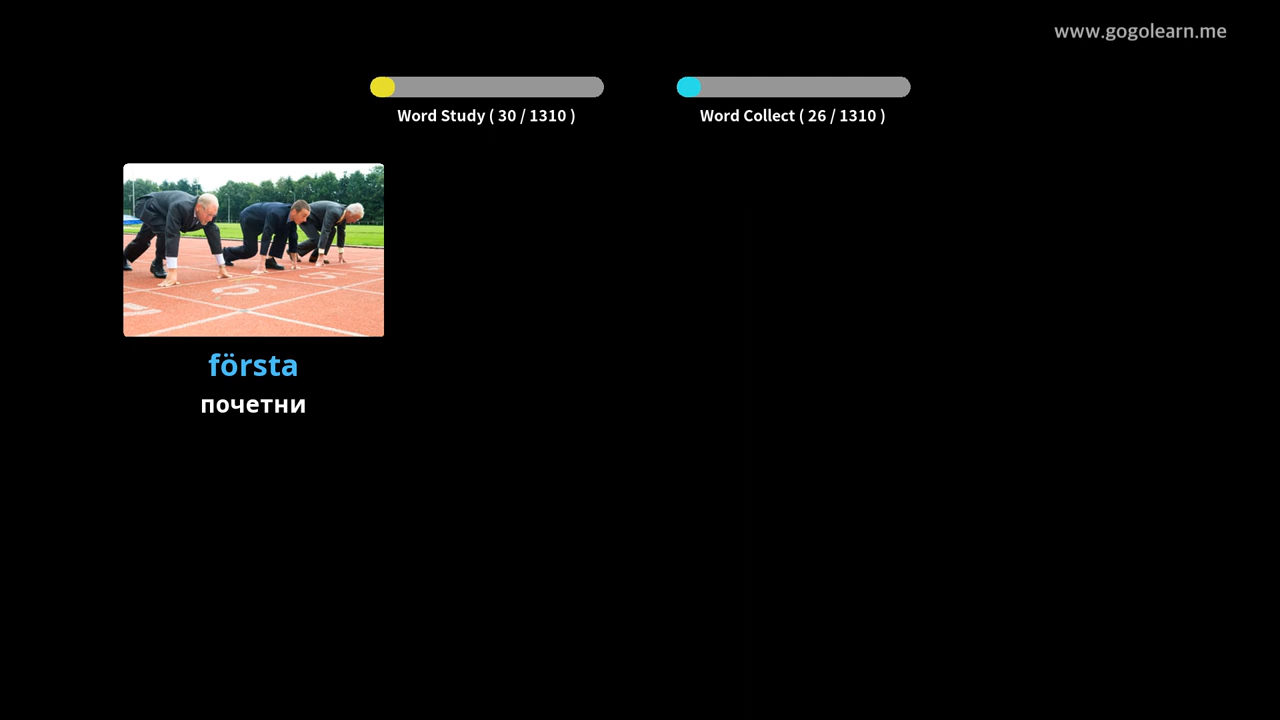 www.gogolearn.me
Word Study ( 30 / 1310 )
Word Collect ( 26 / 1310 )
första
почетни